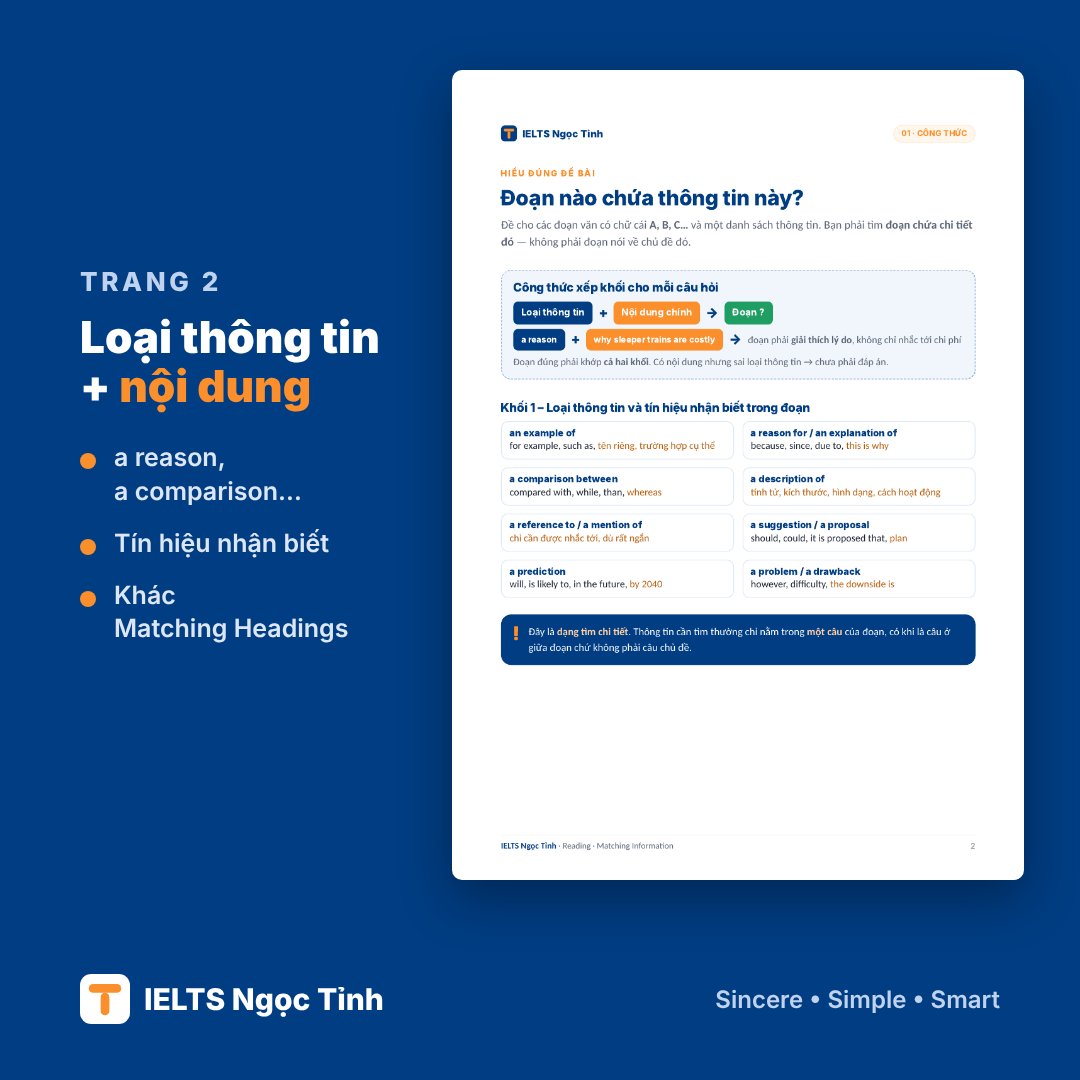 TRANG 2
Loại thông tin
+ nội dung
a reason,
a comparison...
Tín hiệu nhận biết
Khác
Matching Headings
IELTS Ngọc Tình
01 · CÔNG THỨC
HIỂU ĐÚNG ĐỀ BÀI
Đoạn nào chứa thông tin này?
Đề cho các đoạn văn có chữ cái A, B, C... và một danh sách thông tin. Bạn phải tìm đoạn chứa chi tiết
đó — không phải đoạn nói về chủ đề đó.
Công thức xếp khối cho mỗi câu hỏi
Loại thông tin + Nội dung chính → Đoạn ?
a reason + why sleeper trains are costly → đoạn phải giải thích lý do, không chỉ nhắc tới chi phí
Đoạn đúng phải khớp cả hai khối. Có nội dung nhưng sai loại thông tin → chưa phải đáp án.
Khối 1 – Loại thông tin và tín hiệu nhận biết trong đoạn
an example of
for example, such as, tên riêng, trường hợp cụ thể
a reason for / an explanation of
because, since, due to, this is why
a comparison between
compared with, while, than, whereas
a description of
tính từ, kích thước, hình dạng, cách hoạt động
a reference to / a mention of
chỉ cần được nhắc tới, dù rất ngắn
a suggestion / a proposal
should, could, it is proposed that, plan
a prediction
will, is likely to, in the future, by 2040
a problem / a drawback
however, difficulty, the downside is
! Đây là dạng tìm chi tiết. Thông tin cần tìm thường chỉ nằm trong một câu của đoạn, có khi là câu ở
giữa đoạn chứ không phải câu chủ đề.
IELTS Ngọc Tình · Reading · Matching Information
2
IELTS Ngọc Tỉnh
Sincere • Simple • Smart